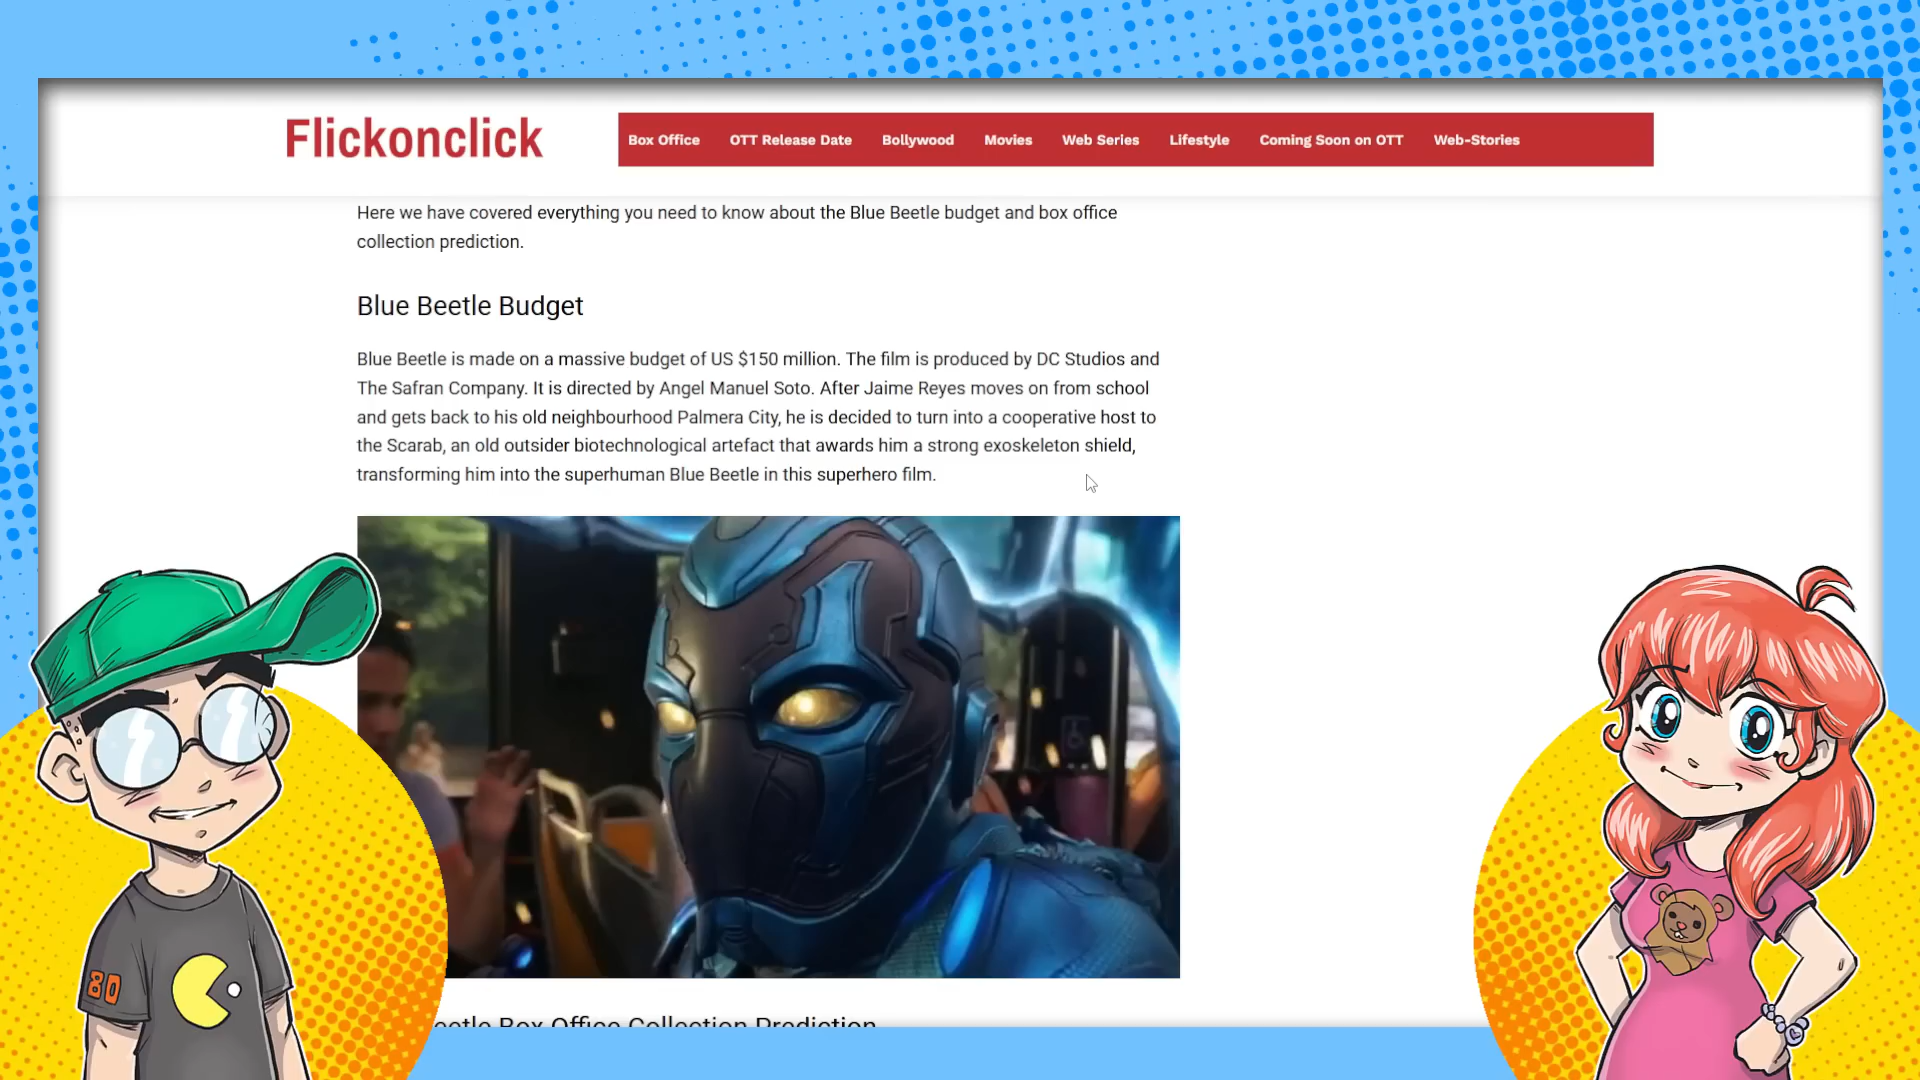 Flickonclick
Box Office OTT Release Date Bollywood Movies Web Series Lifestyle Coming Soon on OTT Web-Stories
Here we have covered everything you need to know about the Blue Beetle budget and box office
collection prediction.
Blue Beetle Budget
Blue Beetle is made on a massive budget of US $150 million. The film is produced by DC Studios and
The Safran Company. It is directed by Angel Manuel Soto. After Jaime Reyes moves on from school
and gets back to his old neighbourhood Palmera City, he is decided to turn into a cooperative host to
the Scarab, an old outsider biotechnological artefact that awards him a strong exoskeleton shield,
transforming him into the superhuman Blue Beetle in this superhero film.
80
eetle Box Office Collection Prediction